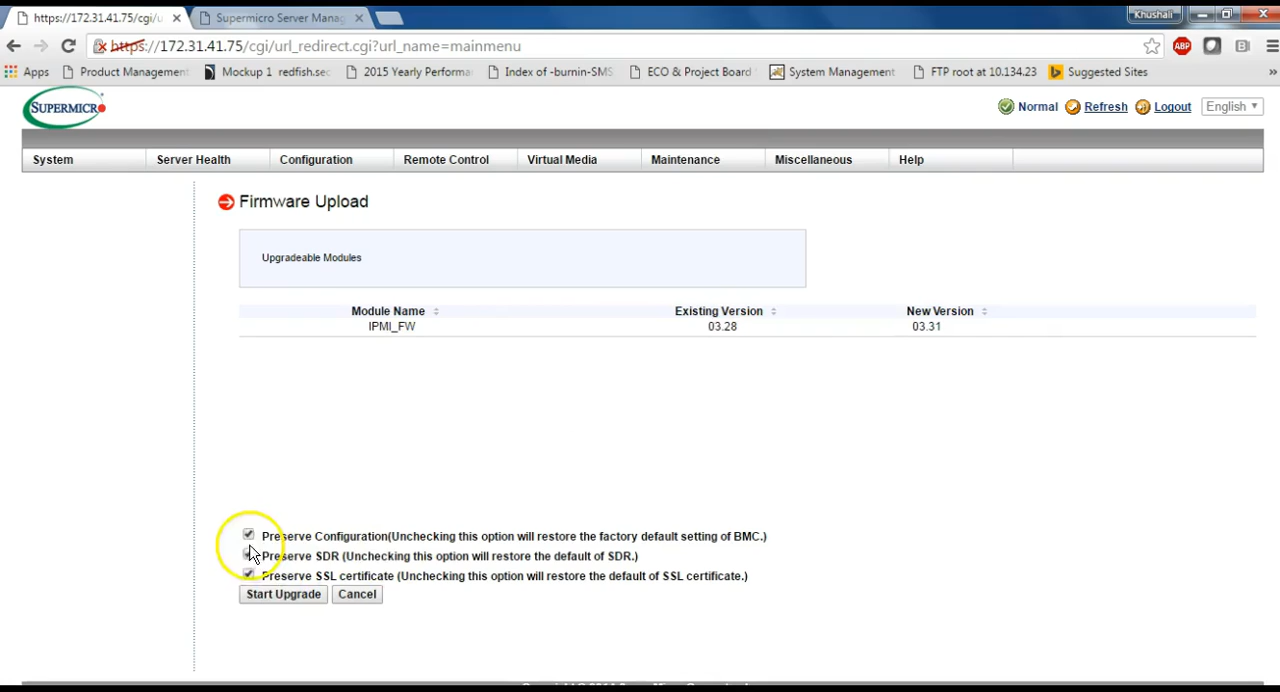 https://172.31.41.75/cgi/u
Supermicro Server Manag
Khushali
https://172.31.41.75/cgi/url_redirect.cgi?url_name=mainmenu
ABP
Apps
Product Management
Mockup 1 redfish.sec
2015 Yearly Performa
Index of -burnin-SMS
ECO & Project Board
System Management
FTP root at 10.134.23
Suggested Sites
»
SUPERMICRO
Normal
Refresh
Logout
English
System
Server Health
Configuration
Remote Control
Virtual Media
Maintenance
Miscellaneous
Help
Firmware Upload
Upgradeable Modules
Module Name Existing Version New Version
IPMI_FW 03.28 03.31
Preserve Configuration(Unchecking this option will restore the factory default setting of BMC.)
Preserve SDR (Unchecking this option will restore the default of SDR.)
Preserve SSL certificate (Unchecking this option will restore the default of SSL certificate.)
Start Upgrade
Cancel